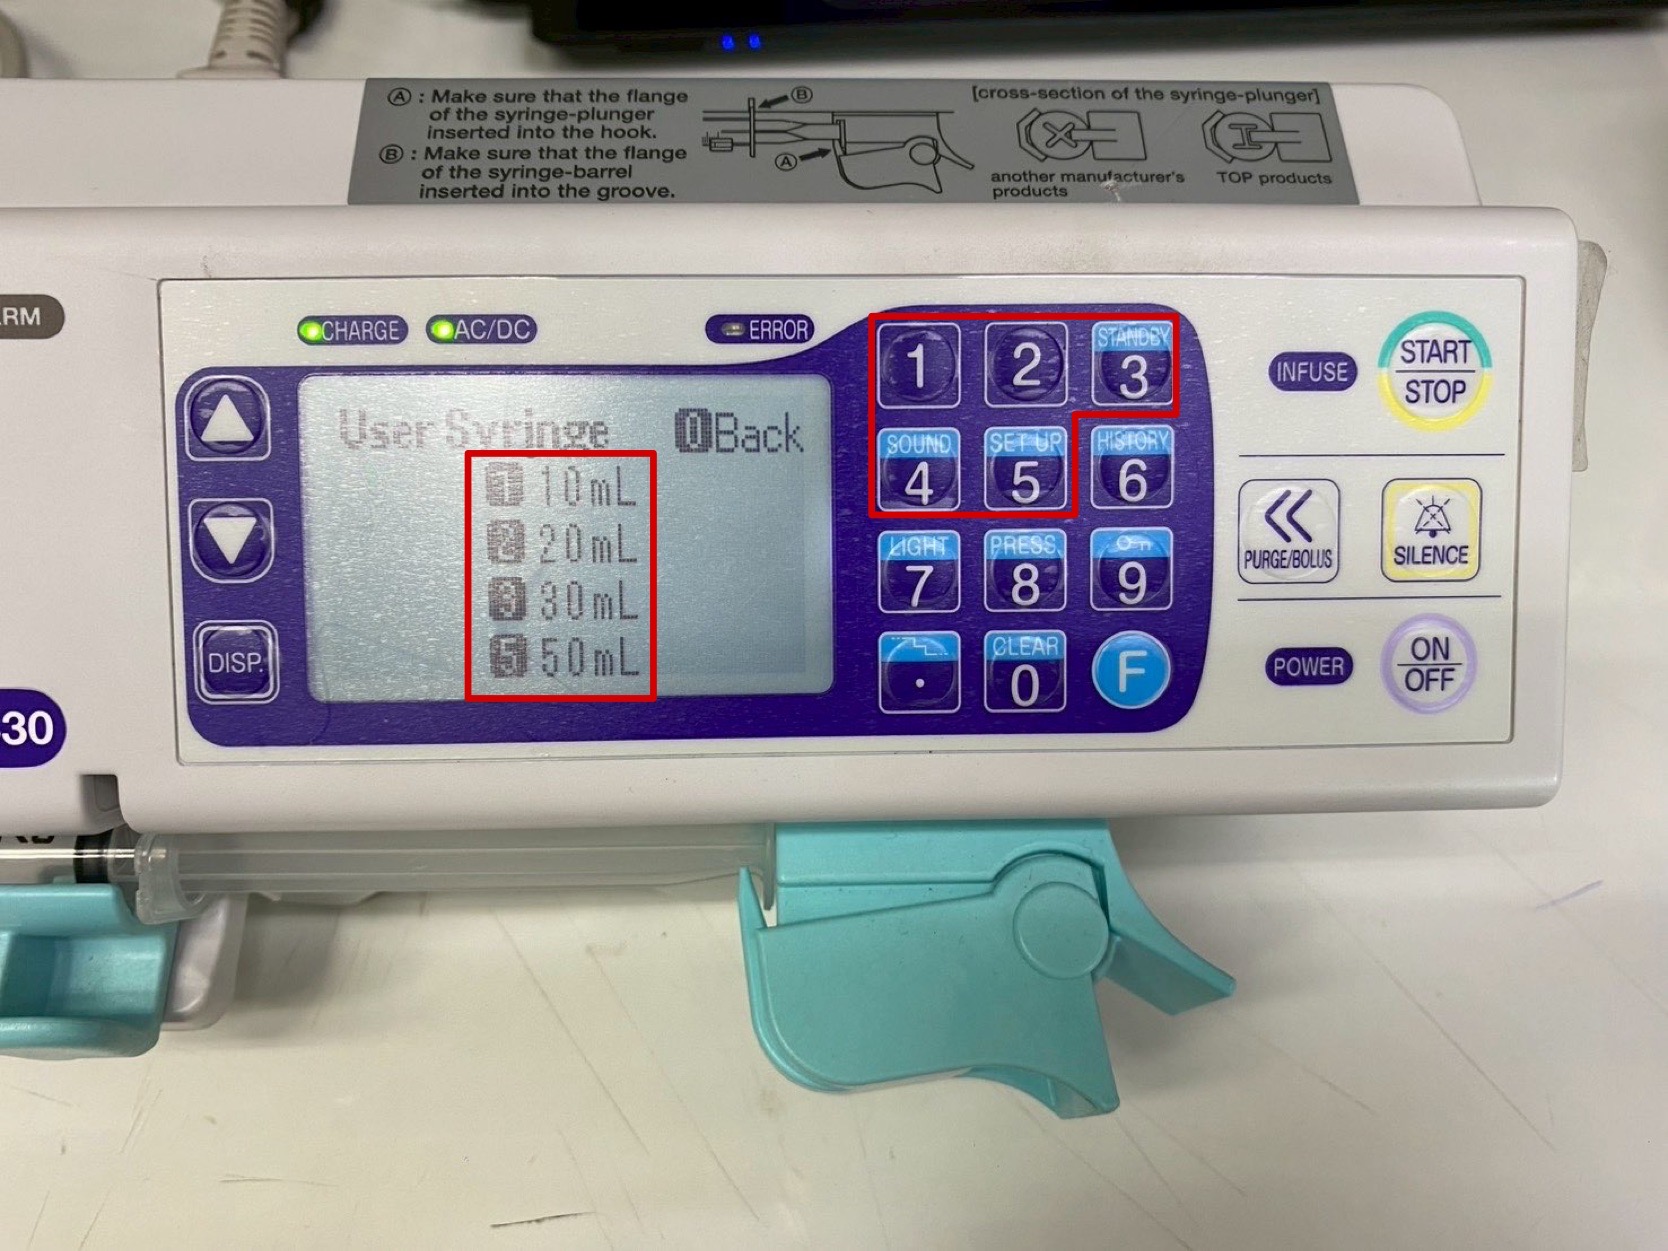 Ⓐ : Make sure that the flange
of the syringe-plunger
inserted into the hook.
Ⓑ : Make sure that the flange
of the syringe-barrel
inserted into the groove.
Ⓑ
Ⓐ
[cross-section of the syringe-plunger]
another manufacturer's
products
TOP products
CHARGE
AC/DC
ERROR
User Syringe 0 Back
1 10mL
2 20mL
3 30mL
5 50mL
DISP.
1
2
STANDBY
3
SOUND
4
SET UP
5
HISTORY
6
LIGHT
7
PRESS.
8
9
.
CLEAR
0
F
INFUSE
START
STOP
PURGE/BOLUS
SILENCE
POWER
ON
OFF
30